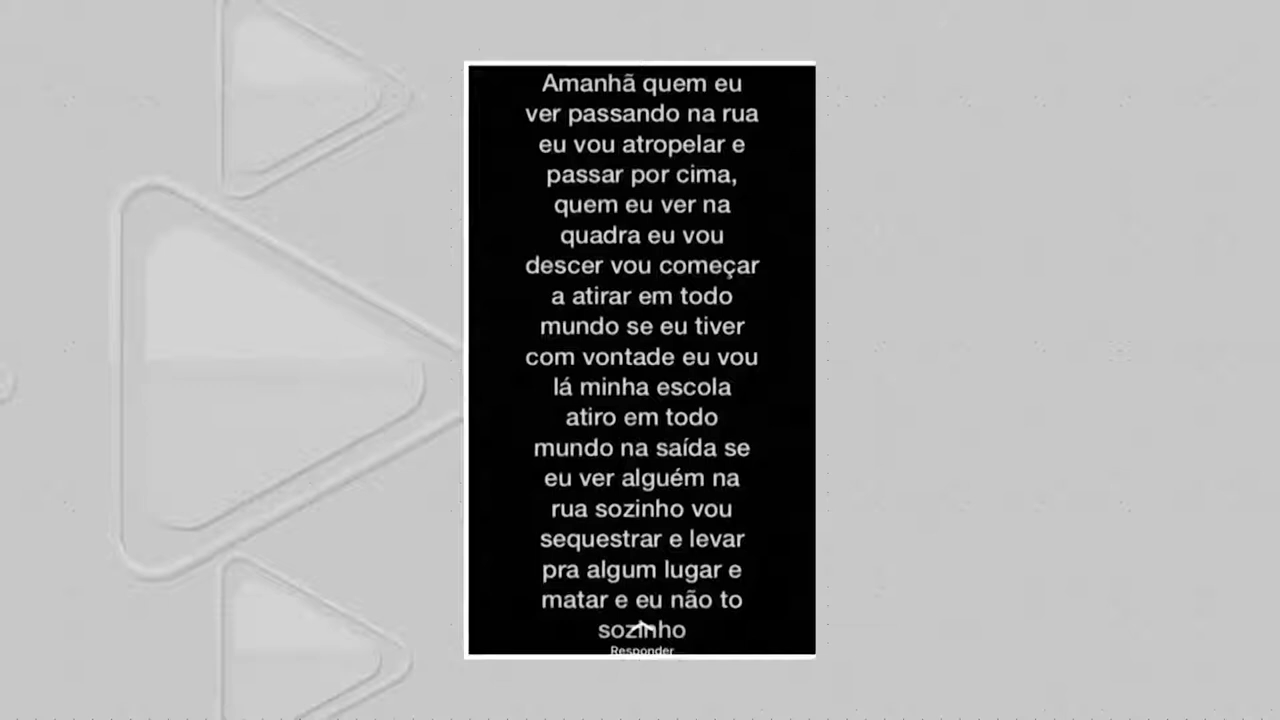 Amanhã quem eu
ver passando na rua
eu vou atropelar e
passar por cima,
quem eu ver na
quadra eu vou
descer vou começar
a atirar em todo
mundo se eu tiver
com vontade eu vou
lá minha escola
atiro em todo
mundo na saída se
eu ver alguém na
rua sozinho vou
sequestrar e levar
pra algum lugar e
matar e eu não to
sozinho
Responder